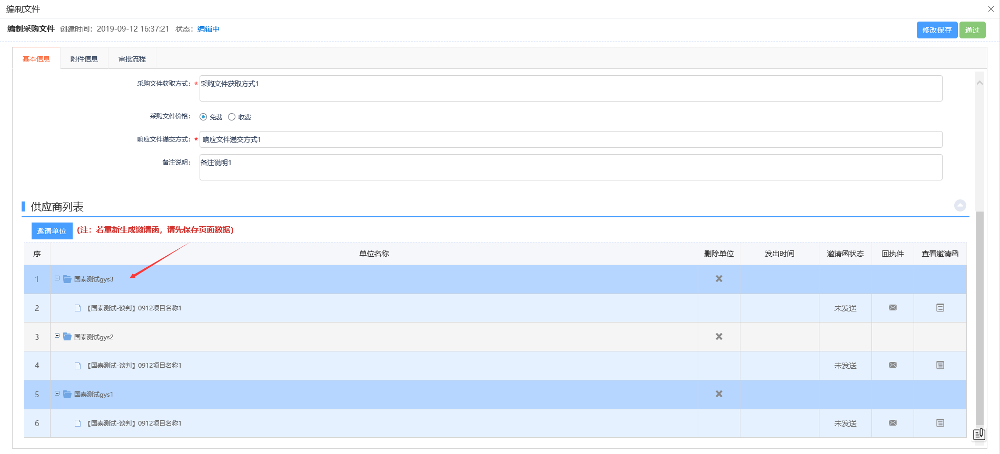 编制文件
编制采购文件 创建时间：2019-09-12 16:37:21 状态：编辑中 修改保存 通过
基本信息 附件信息 审批流程
采购文件获取方式：* 采购文件获取方式1
采购文件价格： 免费 收费
响应文件递交方式：* 响应文件递交方式1
备注说明： 备注说明1
供应商列表
邀请单位 (注：若重新生成邀请函，请先保存页面数据)
序 单位名称 删除单位 发出时间 邀请函状态 回执件 查看邀请函
1 国泰测试gys3
2 【国泰测试-谈判】0912项目名称1 未发送
3 国泰测试gys2
4 【国泰测试-谈判】0912项目名称1 未发送
5 国泰测试gys1
6 【国泰测试-谈判】0912项目名称1 未发送